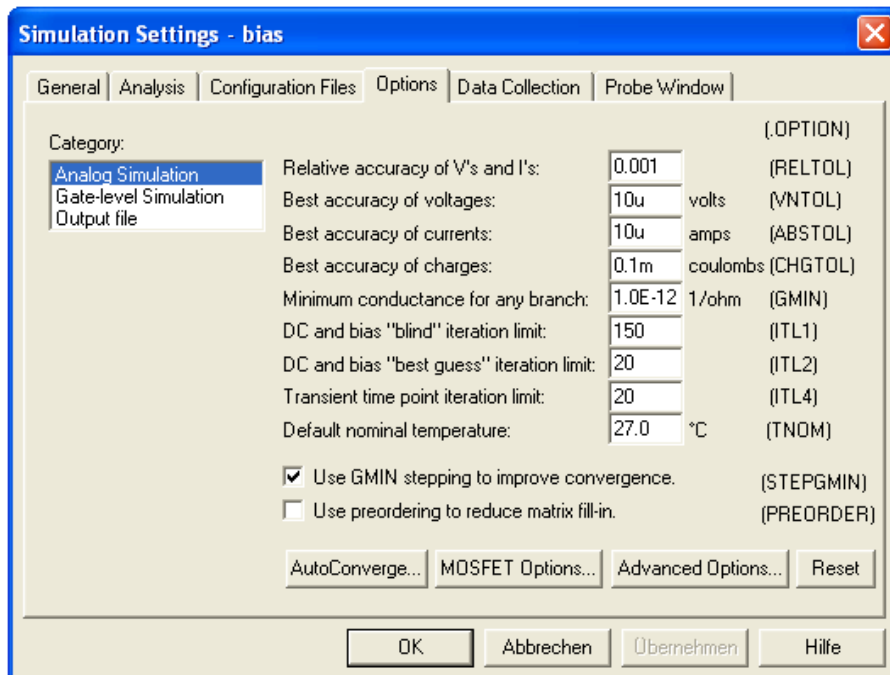 Simulation Settings - bias
General Analysis Configuration Files Options Data Collection Probe Window
(.OPTION)
Category:
Analog Simulation
Gate-level Simulation
Output file
Relative accuracy of V's and I's: 0.001 (RELTOL)
Best accuracy of voltages: 10u volts (VNTOL)
Best accuracy of currents: 10u amps (ABSTOL)
Best accuracy of charges: 0.1m coulombs (CHGTOL)
Minimum conductance for any branch: 1.0E-12 1/ohm (GMIN)
DC and bias "blind" iteration limit: 150 (ITL1)
DC and bias "best guess" iteration limit: 20 (ITL2)
Transient time point iteration limit: 20 (ITL4)
Default nominal temperature: 27.0 °C (TNOM)
Use GMIN stepping to improve convergence. (STEPGMIN)
Use preordering to reduce matrix fill-in. (PREORDER)
AutoConverge... MOSFET Options... Advanced Options... Reset
OK Abbrechen Übernehmen Hilfe